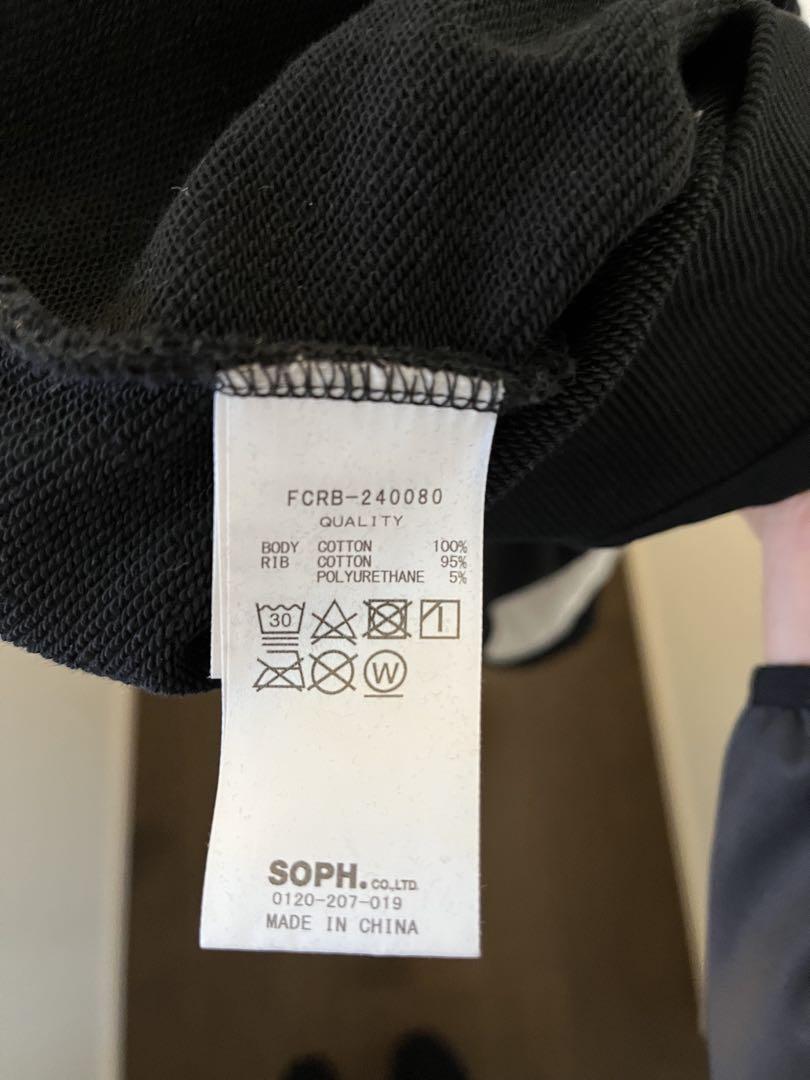 FCRB-240080
QUALITY
BODY COTTON 100%
RIB COTTON 95%
POLYURETHANE 5%
30
W
SOPH. CO.,LTD.
0120-207-019
MADE IN CHINA